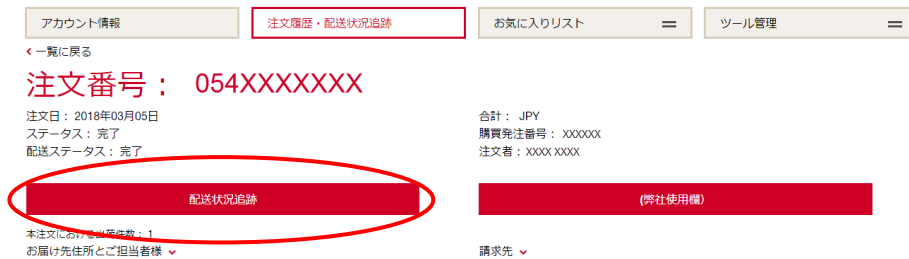 アカウント情報
注文履歴・配送状況追跡
お気に入りリスト
ツール管理
一覧に戻る
注文番号： 054XXXXXXX
注文日： 2018年03月05日
ステータス： 完了
配送ステータス： 完了
合計： JPY
購買発注番号： XXXXXX
注文者： XXXX XXXX
配送状況追跡
(弊社使用欄)
本注文における出荷件数： 1
お届け先住所とご担当者様
請求先